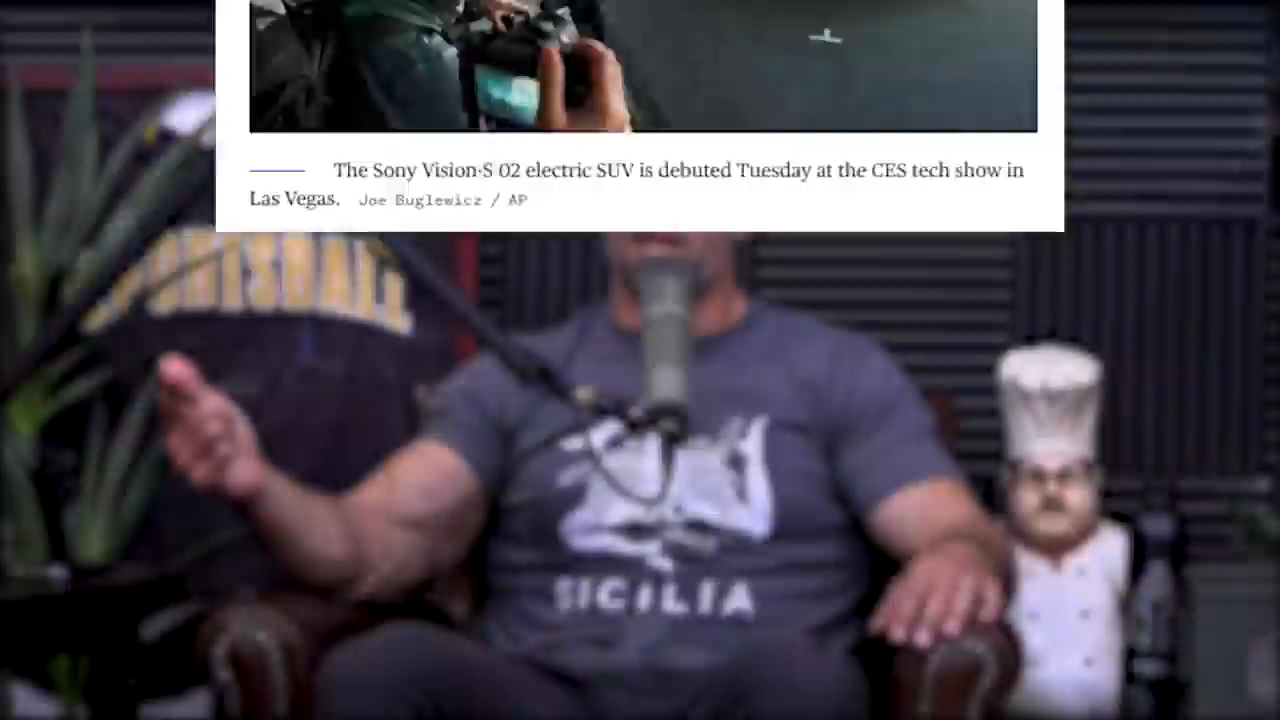 The Sony Vision-S 02 electric SUV is debuted Tuesday at the CES tech show in
Las Vegas. Joe Buglewicz / AP
SPORTSBALL
SICILIA